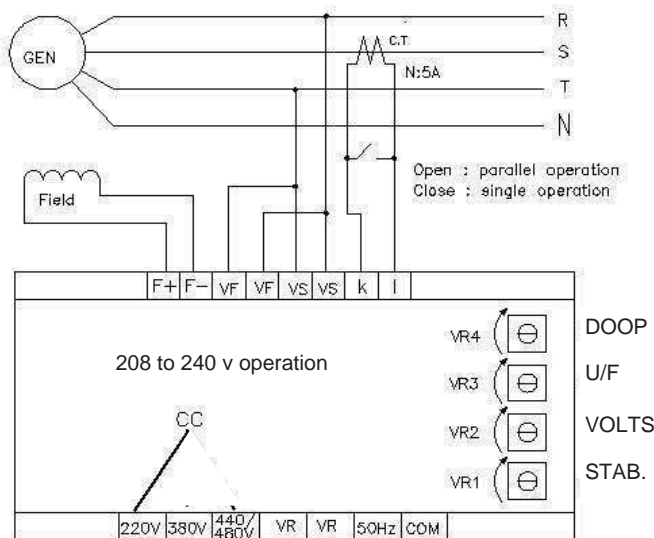 R
C.T.
GEN
S
N:5A
T
N
Open : parallel operation
Close : single operation
Field
F+ F- VF VF VS VS k l
DOOP
VR4
208 to 240 v operation
U/F
VR3
CC
VOLTS
VR2
STAB.
VR1
220V 380V 440/480V VR VR 50Hz COM